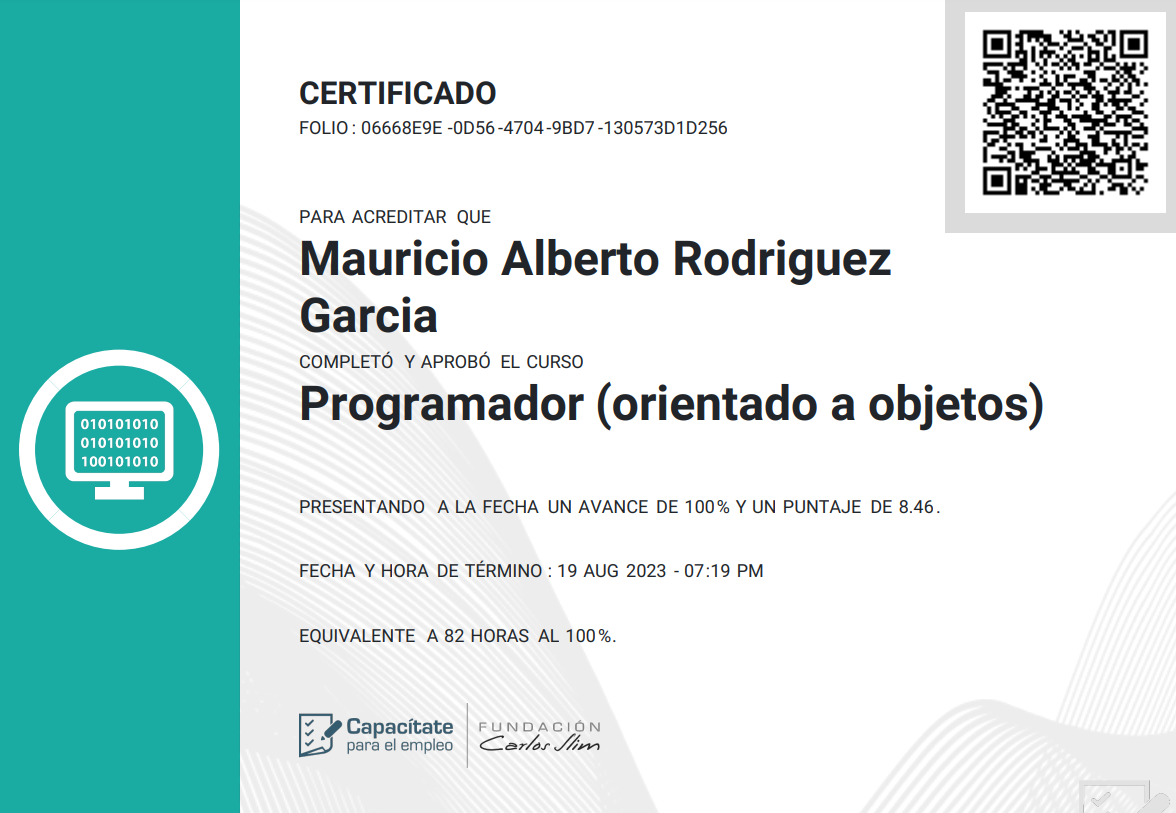 CERTIFICADO
FOLIO : 06668E9E -0D56 -4704 -9BD7 -130573D1D256
PARA ACREDITAR QUE
Mauricio Alberto Rodriguez
Garcia
COMPLETÓ Y APROBÓ EL CURSO
Programador (orientado a objetos)
010101010
010101010
100101010
PRESENTANDO A LA FECHA UN AVANCE DE 100% Y UN PUNTAJE DE 8.46.
FECHA Y HORA DE TÉRMINO : 19 AUG 2023 - 07:19 PM
EQUIVALENTE A 82 HORAS AL 100%.
Capacítate
para el empleo
FUNDACIÓN
Carlos Slim